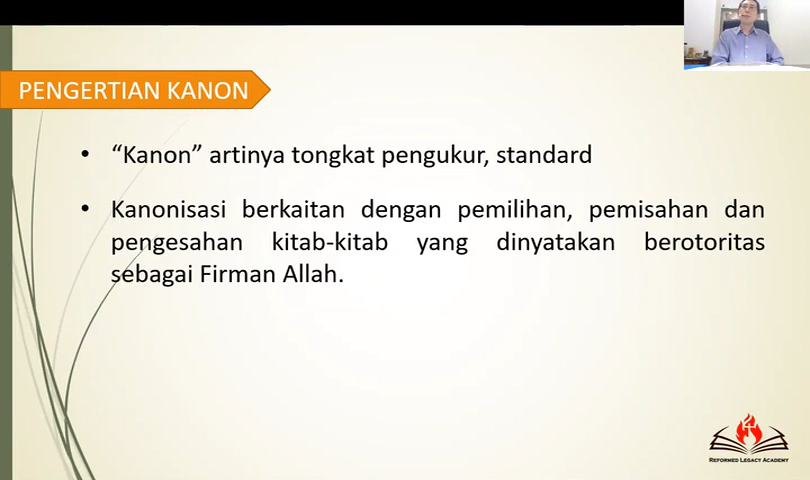 PENGERTIAN KANON
• “Kanon” artinya tongkat pengukur, standard
• Kanonisasi berkaitan dengan pemilihan, pemisahan dan
pengesahan kitab-kitab yang dinyatakan berotoritas
sebagai Firman Allah.
REFORMED LEGACY ACADEMY